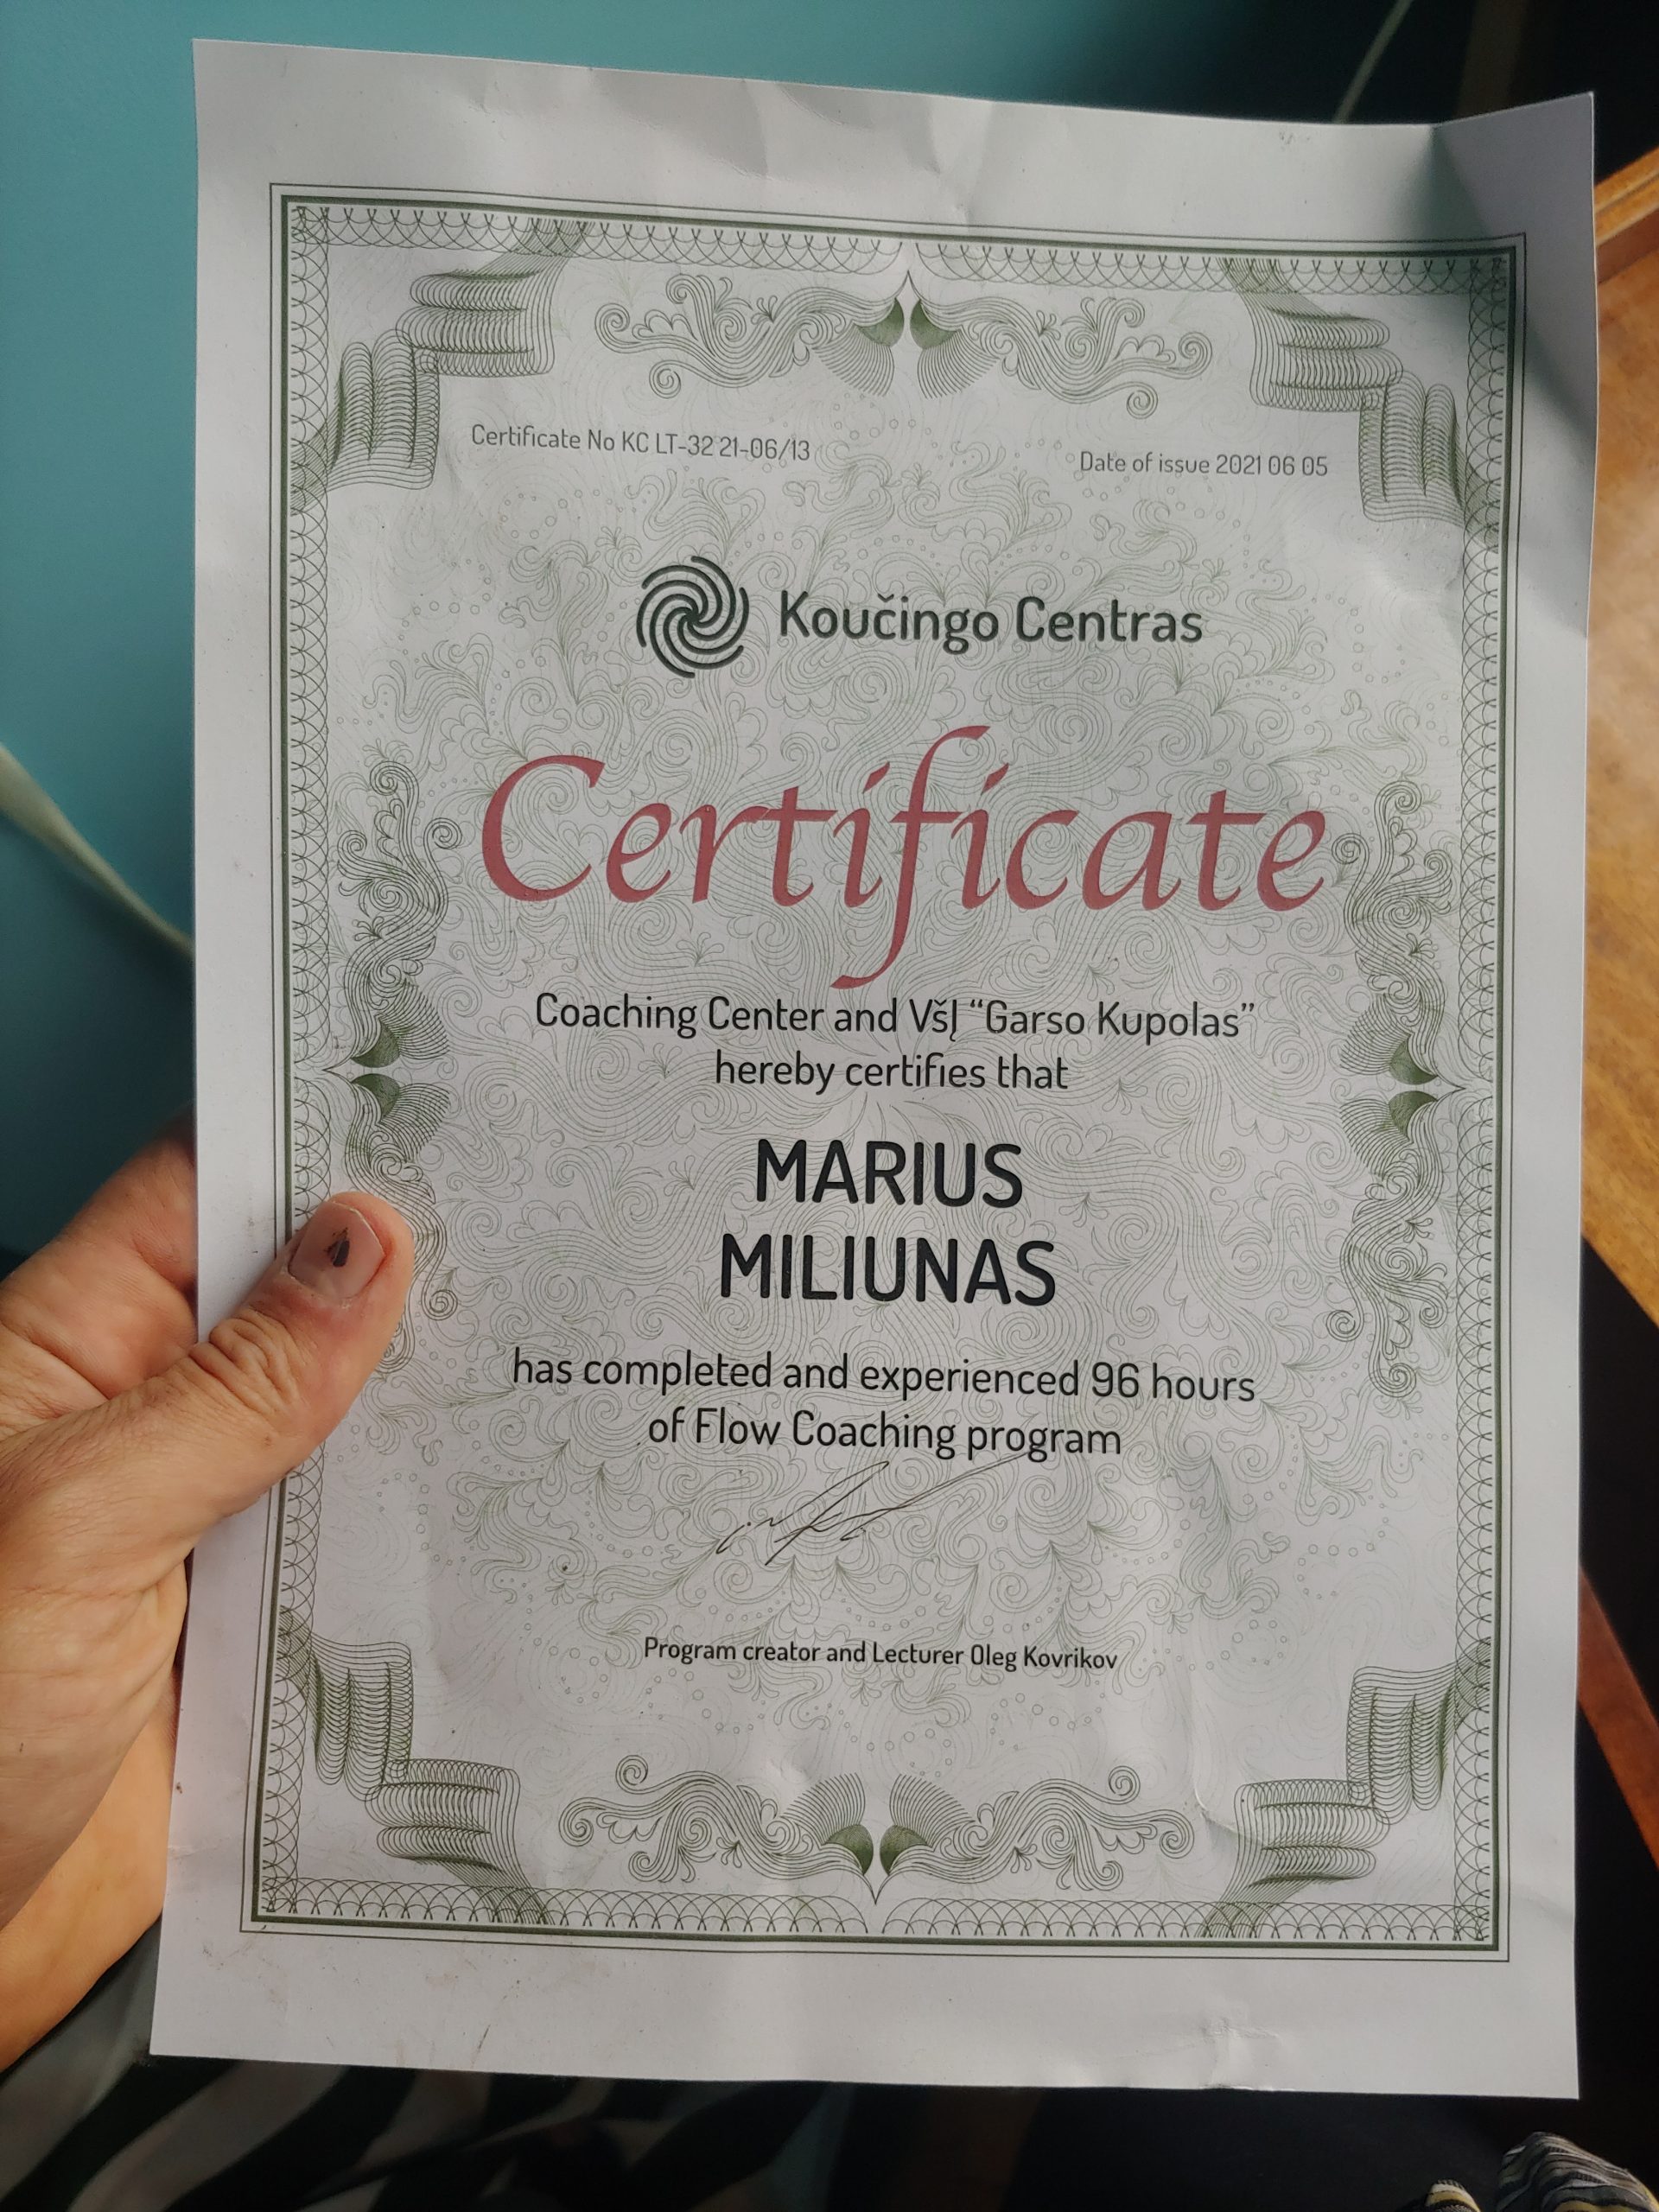 Certificate No KC LT-32 21-06/13
Date of issue 2021 06 05
Koučingo Centras
Certificate
Coaching Center and VšĮ “Garso Kupolas”
hereby certifies that
MARIUS
MILIUNAS
has completed and experienced 96 hours
of Flow Coaching program
Program creator and Lecturer Oleg Kovrikov